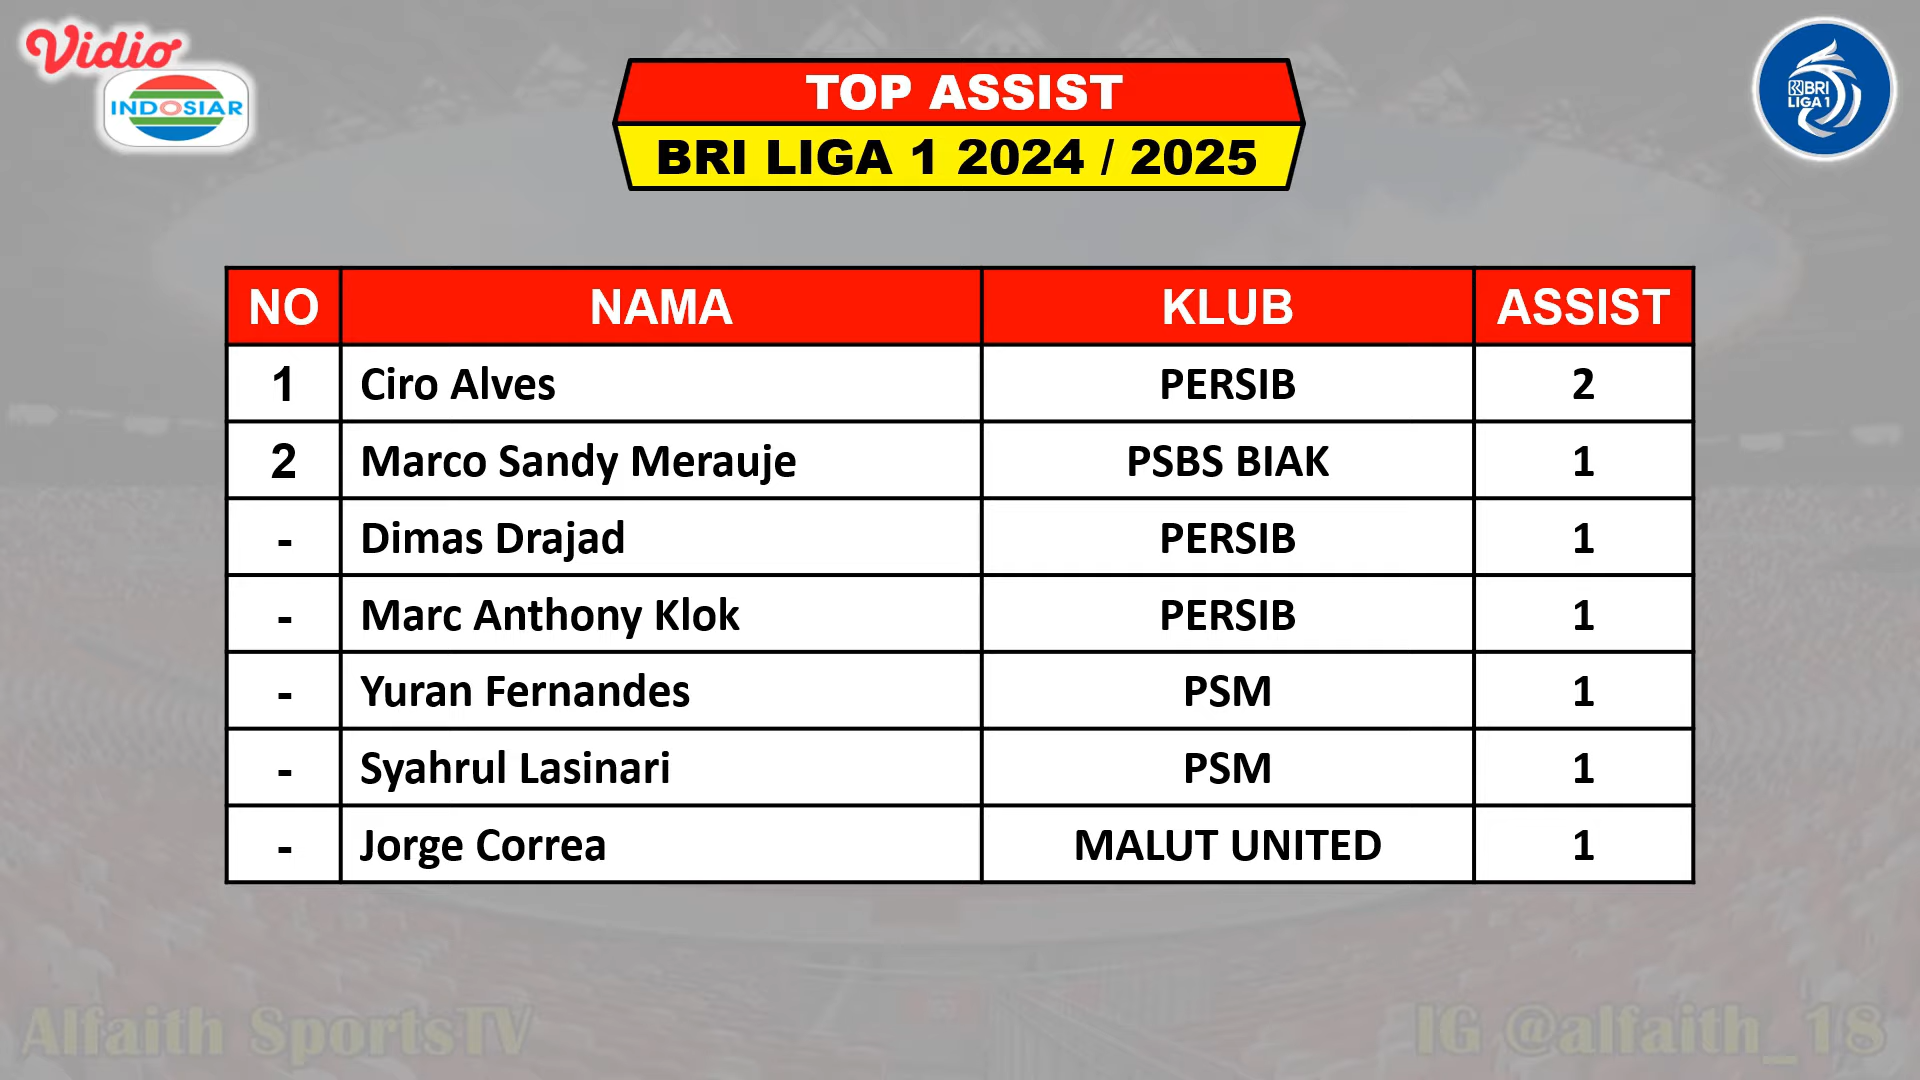 Vidio
INDOSIAR
BRI
LIGA 1
TOP ASSIST
BRI LIGA 1 2024 / 2025
NO NAMA KLUB ASSIST
1 Ciro Alves PERSIB 2
2 Marco Sandy Merauje PSBS BIAK 1
- Dimas Drajad PERSIB 1
- Marc Anthony Klok PERSIB 1
- Yuran Fernandes PSM 1
- Syahrul Lasinari PSM 1
- Jorge Correa MALUT UNITED 1
Alfaith SportsTV
IG @alfaith_18